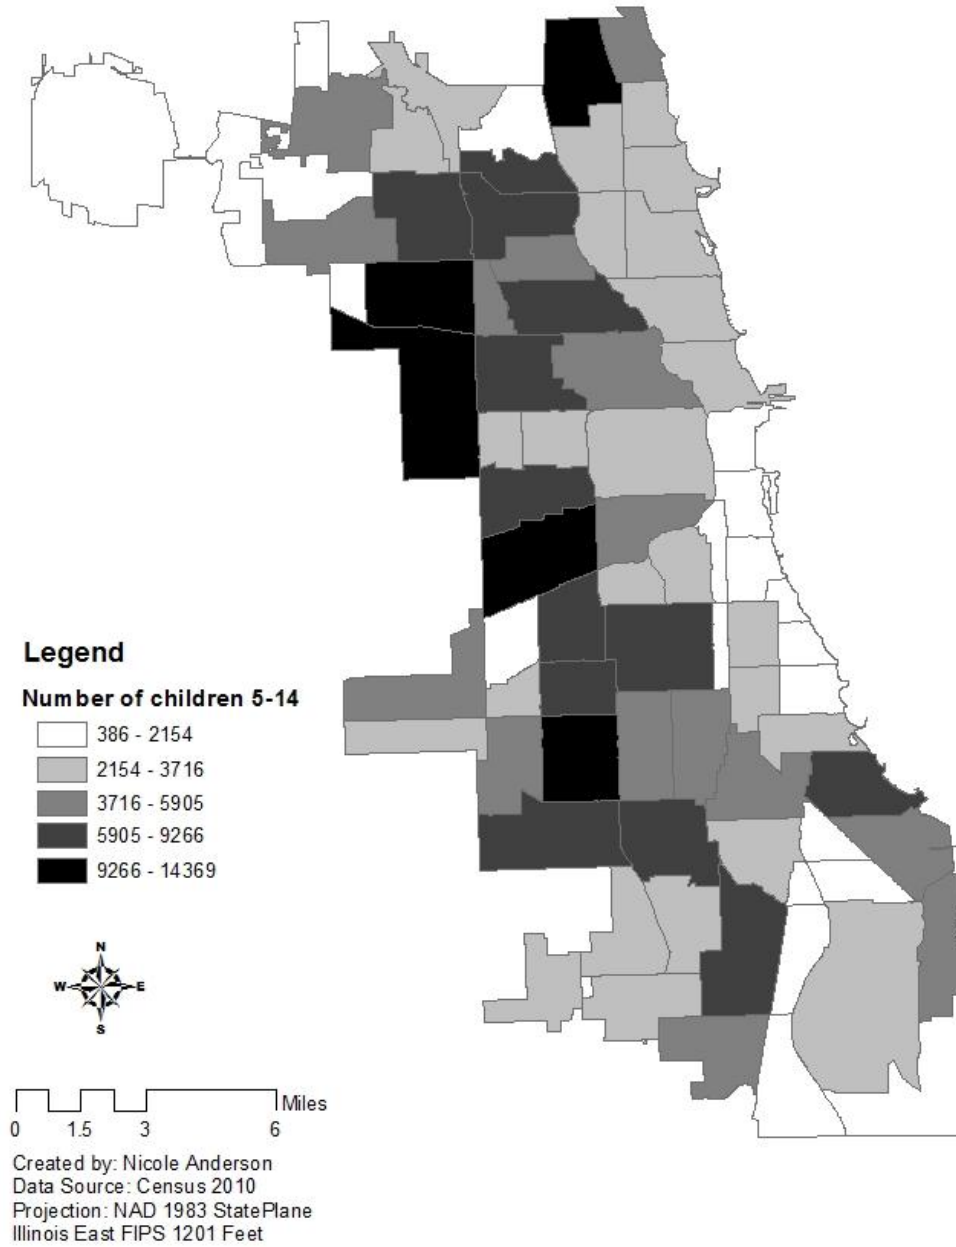 Legend
Number of children 5-14
386 - 2154
2154 - 3716
3716 - 5905
5905 - 9266
9266 - 14369
N
W E
S
Miles
0 1.5 3 6
Created by: Nicole Anderson
Data Source: Census 2010
Projection: NAD 1983 StatePlane
Illinois East FIPS 1201 Feet